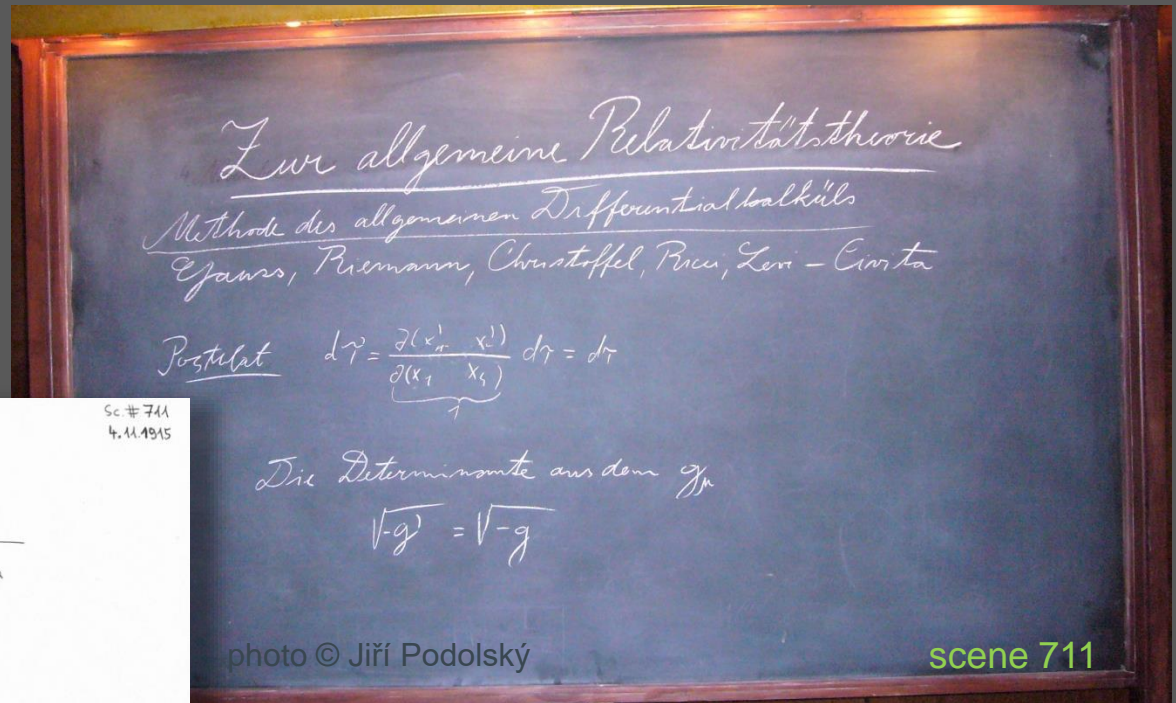 Zur allgemeine Relativitätstheorie
Methode des allgemeinen Differentialkalküls
Gauss, Riemann, Christoffel, Ricci, Levi – Civita
Postulat dτ' = ∂(x'₁ x'₄) / ∂(x₁ x₄) dτ = dτ
1
Die Determinante aus dem gμ
√-g' = √-g
Sc. # 711
4.11.1915
photo © Jiří Podolský
scene 711